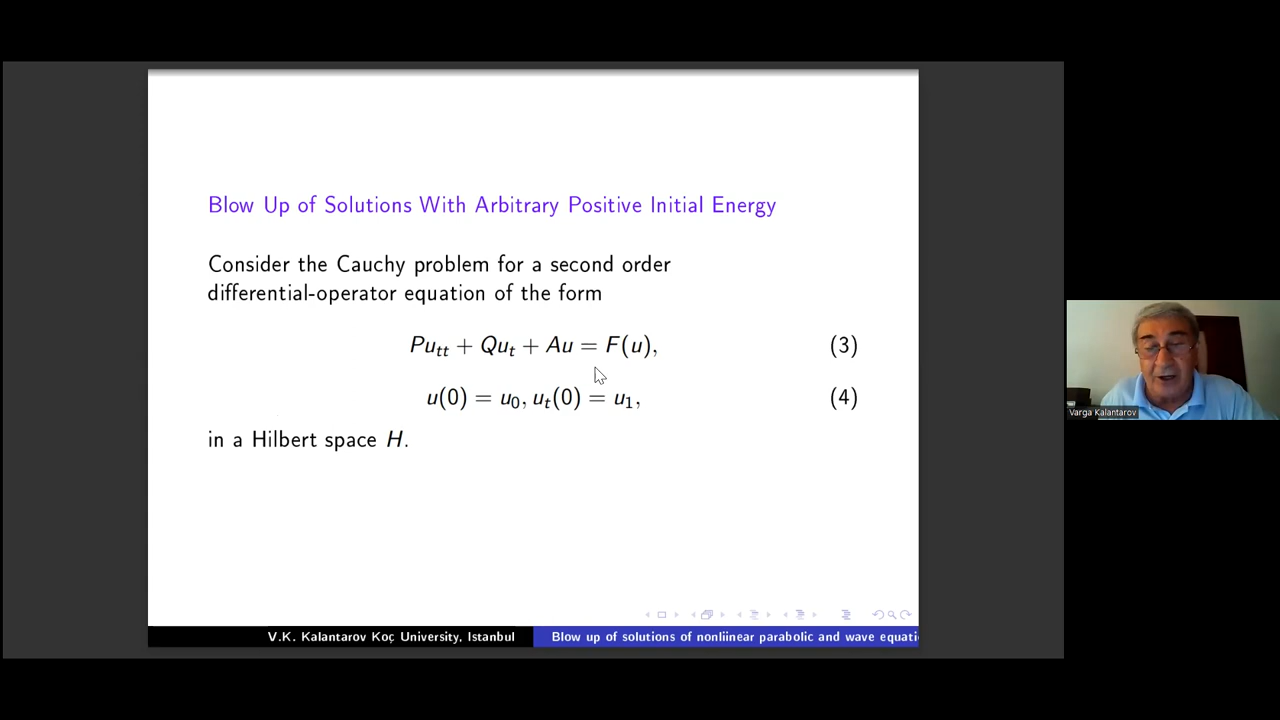 Blow Up of Solutions With Arbitrary Positive Initial Energy
Consider the Cauchy problem for a second order
differential-operator equation of the form
Pu_tt + Qu_t + Au = F(u), (3)
u(0) = u_0, u_t(0) = u_1, (4)
in a Hilbert space H.
V.K. Kalantarov Koç University, Istanbul
Blow up of solutions of nonliinear parabolic and wave equati
Varga Kalantarov